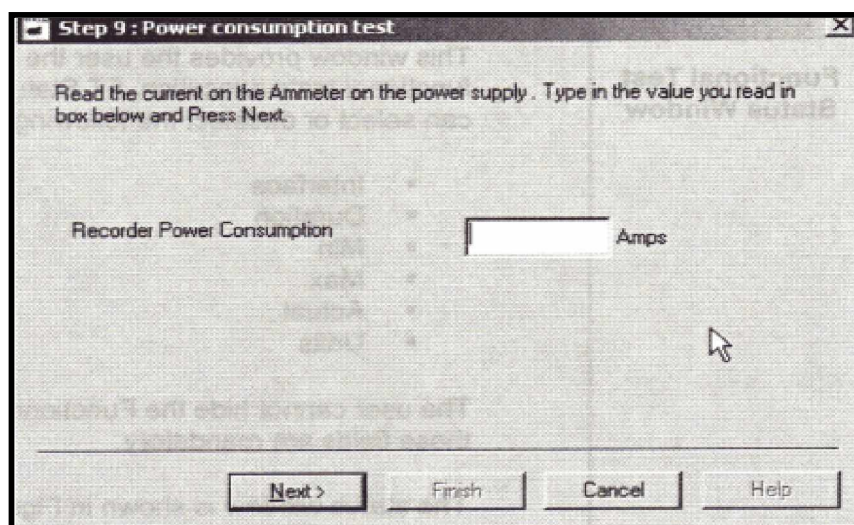 Step 9 : Power consumption test
Read the current on the Ammeter on the power supply . Type in the value you read in
box below and Press Next.
Recorder Power Consumption
Amps
Next >
Finish
Cancel
Help